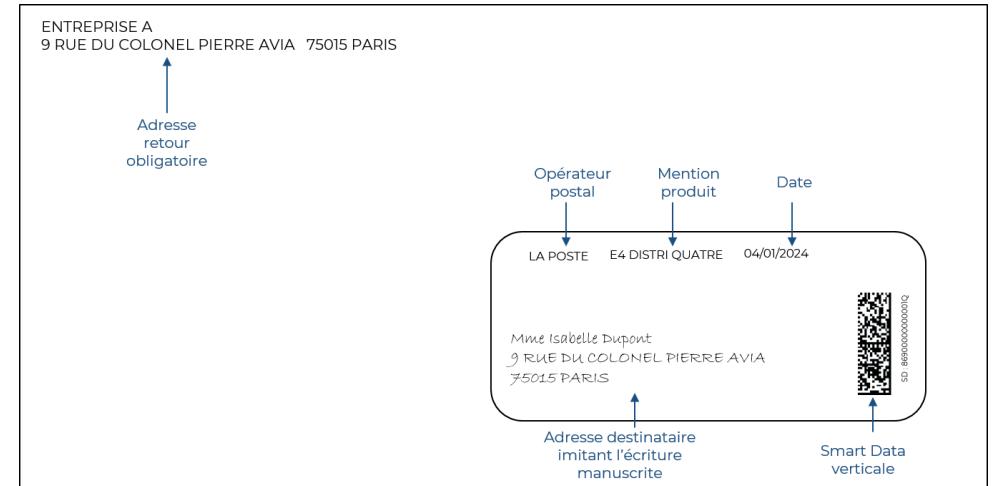 ENTREPRISE A
9 RUE DU COLONEL PIERRE AVIA 75015 PARIS
Adresse
retour
obligatoire
Opérateur
postal
Mention
produit
Date
LA POSTE E4 DISTRI QUATRE 04/01/2024
Mme Isabelle Dupont
9 RUE DU COLONEL PIERRE AVIA
75015 PARIS
Adresse destinataire
imitant l'écriture
manuscrite
Smart Data
verticale